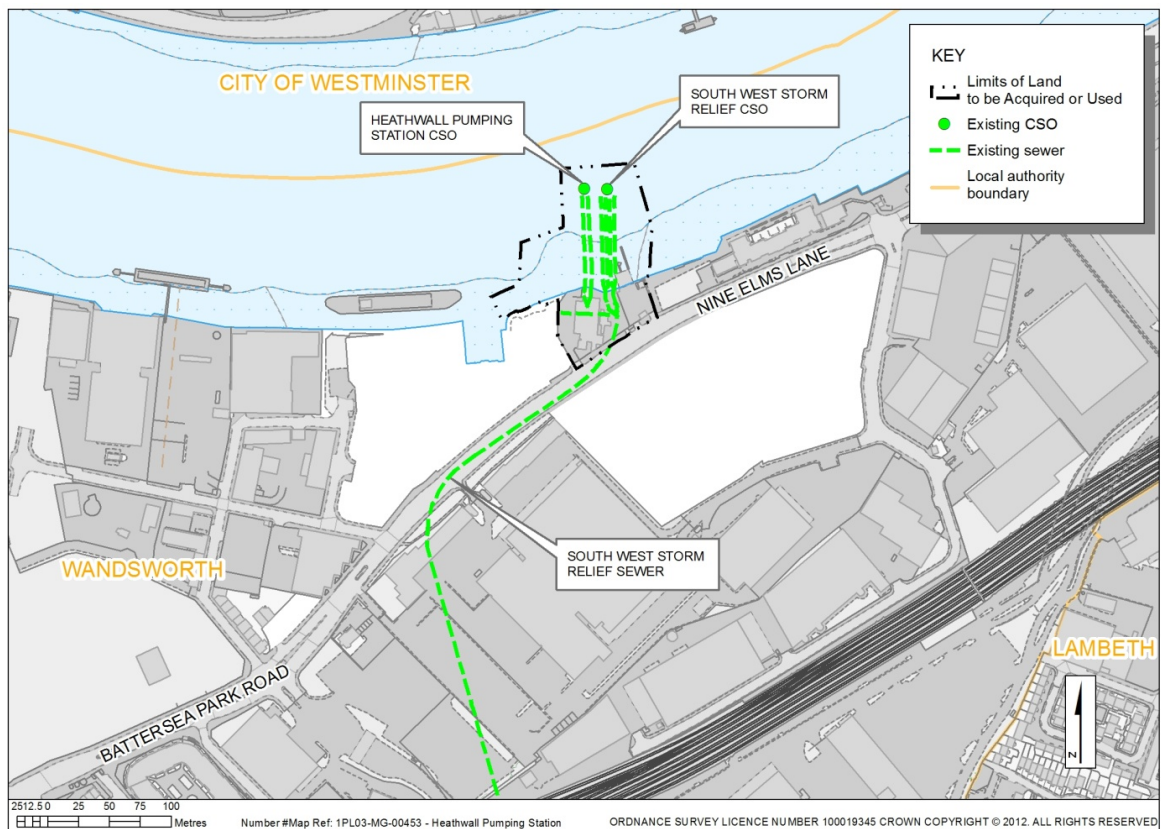 CITY OF WESTMINSTER
HEATHWALL PUMPING
STATION CSO
SOUTH WEST STORM
RELIEF CSO
KEY
Limits of Land
to be Acquired or Used
Existing CSO
Existing sewer
Local authority
boundary
NINE ELMS LANE
SOUTH WEST STORM
RELIEF SEWER
WANDSWORTH
LAMBETH
BATTERSEA PARK ROAD
N
2512.5 0 25 50 75 100
Metres
Number #Map Ref: 1PL03-MG-00453 - Heathwall Pumping Station
ORDNANCE SURVEY LICENCE NUMBER 100019345 CROWN COPYRIGHT © 2012. ALL RIGHTS RESERVED